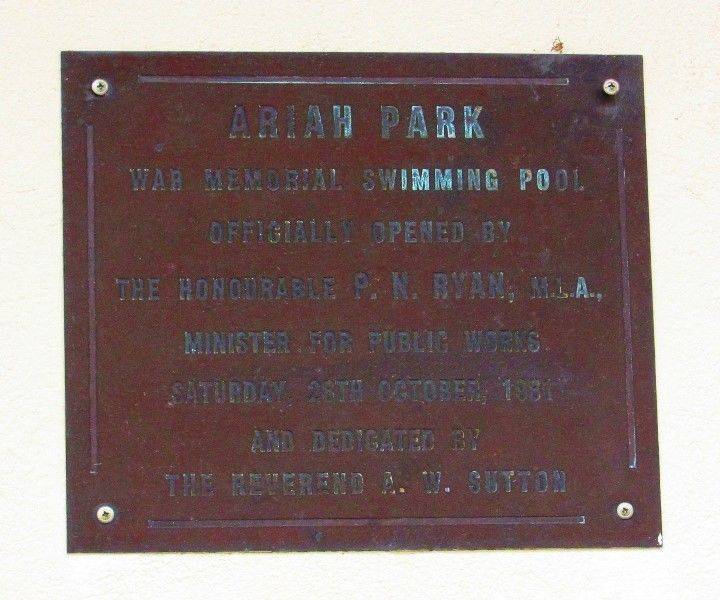 ARIAH PARK
WAR MEMORIAL SWIMMING POOL
OFFICIALLY OPENED BY
THE HONOURABLE P. N. RYAN, M.L.A.,
MINISTER FOR PUBLIC WORKS
SATURDAY, 28TH OCTOBER, 1961
AND DEDICATED BY
THE REVEREND A. W. SUTTON